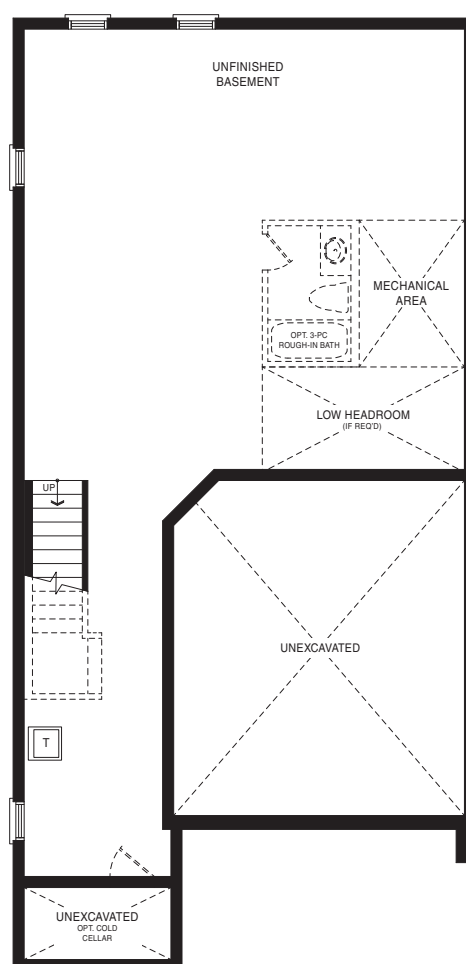 UNFINISHED
BASEMENT
MECHANICAL
AREA
OPT. 3-PC
ROUGH-IN BATH
LOW HEADROOM
(IF REQ'D)
UP
UNEXCAVATED
T
UNEXCAVATED
OPT. COLD
CELLAR